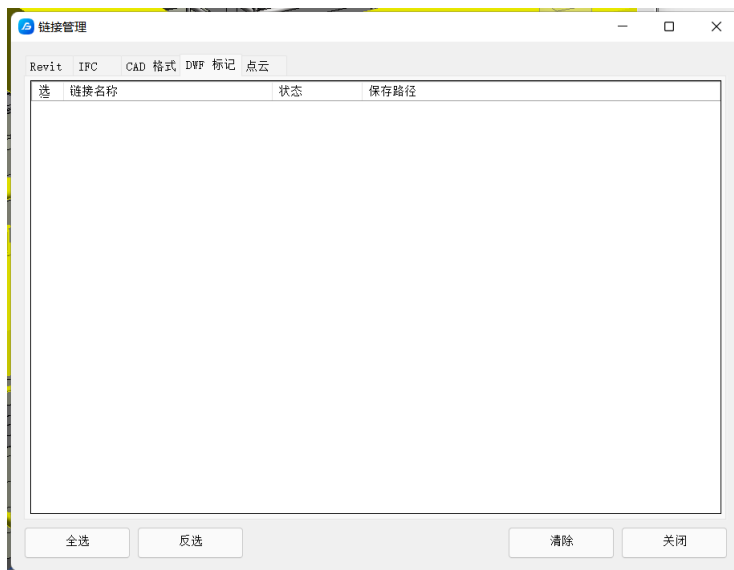 链接管理
Revit IFC CAD 格式 DWF 标记 点云
选 链接名称 状态 保存路径
全选 反选 清除 关闭